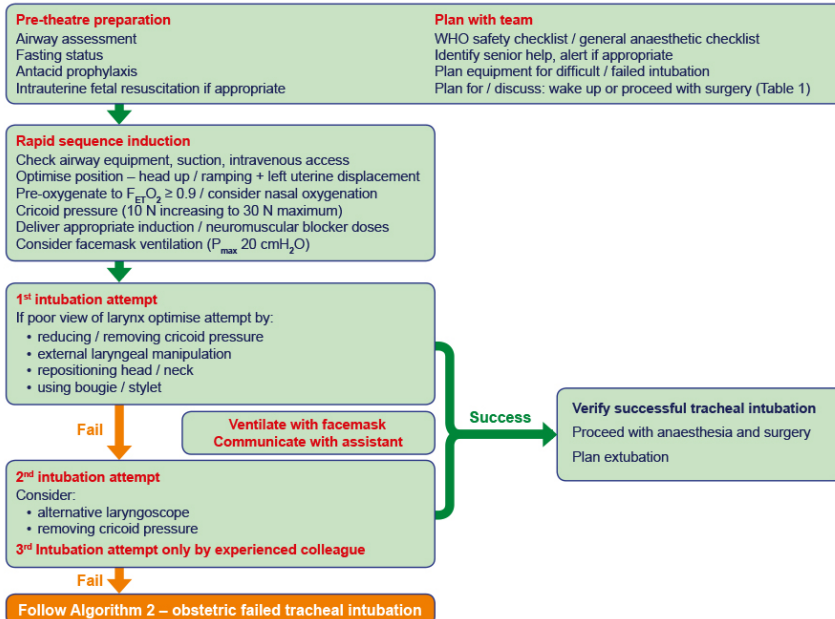 Pre-theatre preparation
Airway assessment
Fasting status
Antacid prophylaxis
Intrauterine fetal resuscitation if appropriate
Plan with team
WHO safety checklist / general anaesthetic checklist
Identify senior help, alert if appropriate
Plan equipment for difficult / failed intubation
Plan for / discuss: wake up or proceed with surgery (Table 1)
Rapid sequence induction
Check airway equipment, suction, intravenous access
Optimise position – head up / ramping + left uterine displacement
Pre-oxygenate to FETO2 ≥ 0.9 / consider nasal oxygenation
Cricoid pressure (10 N increasing to 30 N maximum)
Deliver appropriate induction / neuromuscular blocker doses
Consider facemask ventilation (Pmax 20 cmH2O)
1st intubation attempt
If poor view of larynx optimise attempt by:
• reducing / removing cricoid pressure
• external laryngeal manipulation
• repositioning head / neck
• using bougie / stylet
Fail
Ventilate with facemask
Communicate with assistant
Success
Verify successful tracheal intubation
Proceed with anaesthesia and surgery
Plan extubation
2nd intubation attempt
Consider:
• alternative laryngoscope
• removing cricoid pressure
3rd Intubation attempt only by experienced colleague
Fail
Follow Algorithm 2 – obstetric failed tracheal intubation